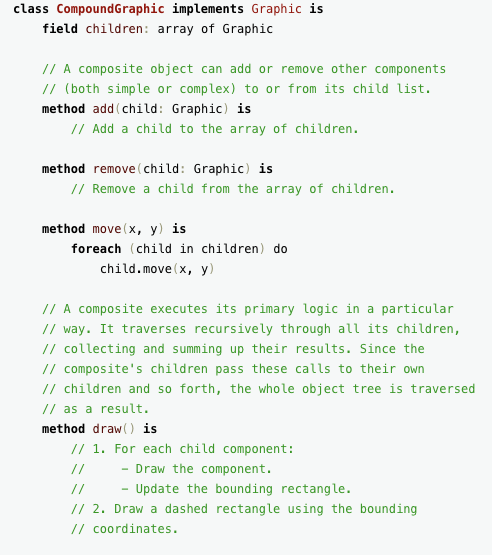 class CompoundGraphic implements Graphic is
    field children: array of Graphic

    // A composite object can add or remove other components
    // (both simple or complex) to or from its child list.
    method add(child: Graphic) is
        // Add a child to the array of children.

    method remove(child: Graphic) is
        // Remove a child from the array of children.

    method move(x, y) is
        foreach (child in children) do
            child.move(x, y)

    // A composite executes its primary logic in a particular
    // way. It traverses recursively through all its children,
    // collecting and summing up their results. Since the
    // composite's children pass these calls to their own
    // children and so forth, the whole object tree is traversed
    // as a result.
    method draw() is
        // 1. For each child component:
        //     - Draw the component.
        //     - Update the bounding rectangle.
        // 2. Draw a dashed rectangle using the bounding
        // coordinates.